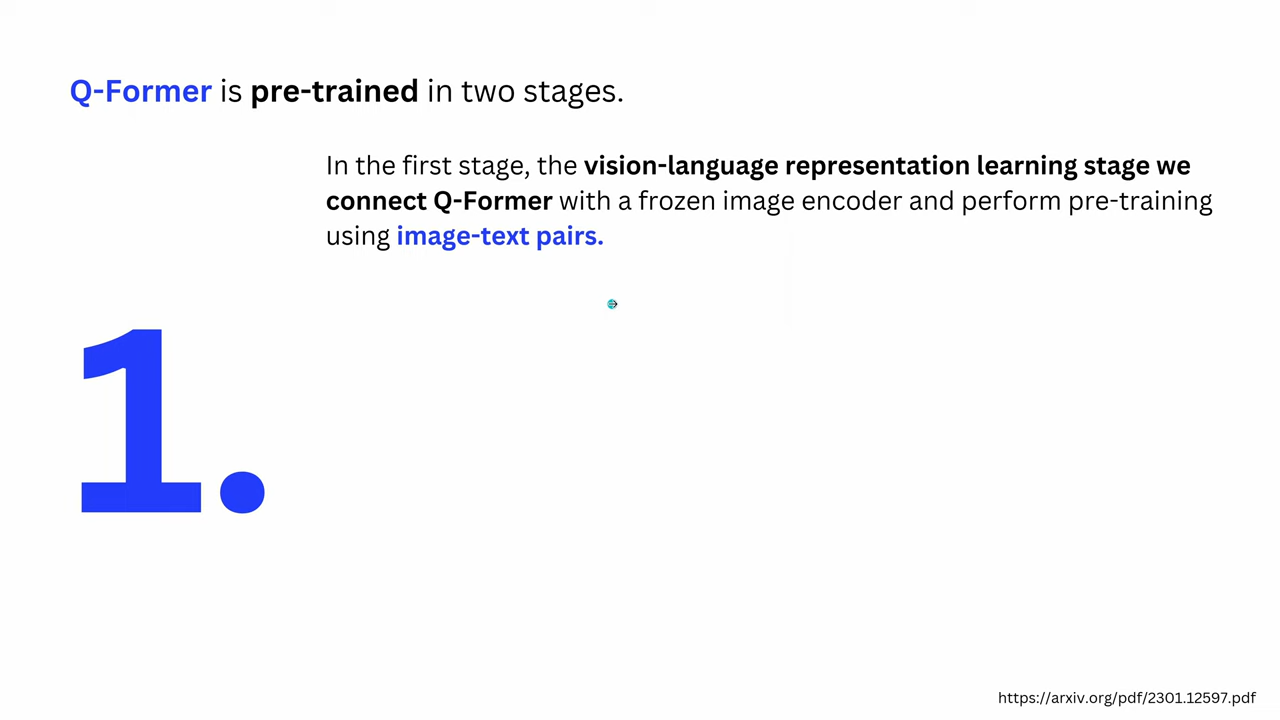 Q-Former is pre-trained in two stages.
In the first stage, the vision-language representation learning stage we
connect Q-Former with a frozen image encoder and perform pre-training
using image-text pairs.
1.
https://arxiv.org/pdf/2301.12597.pdf